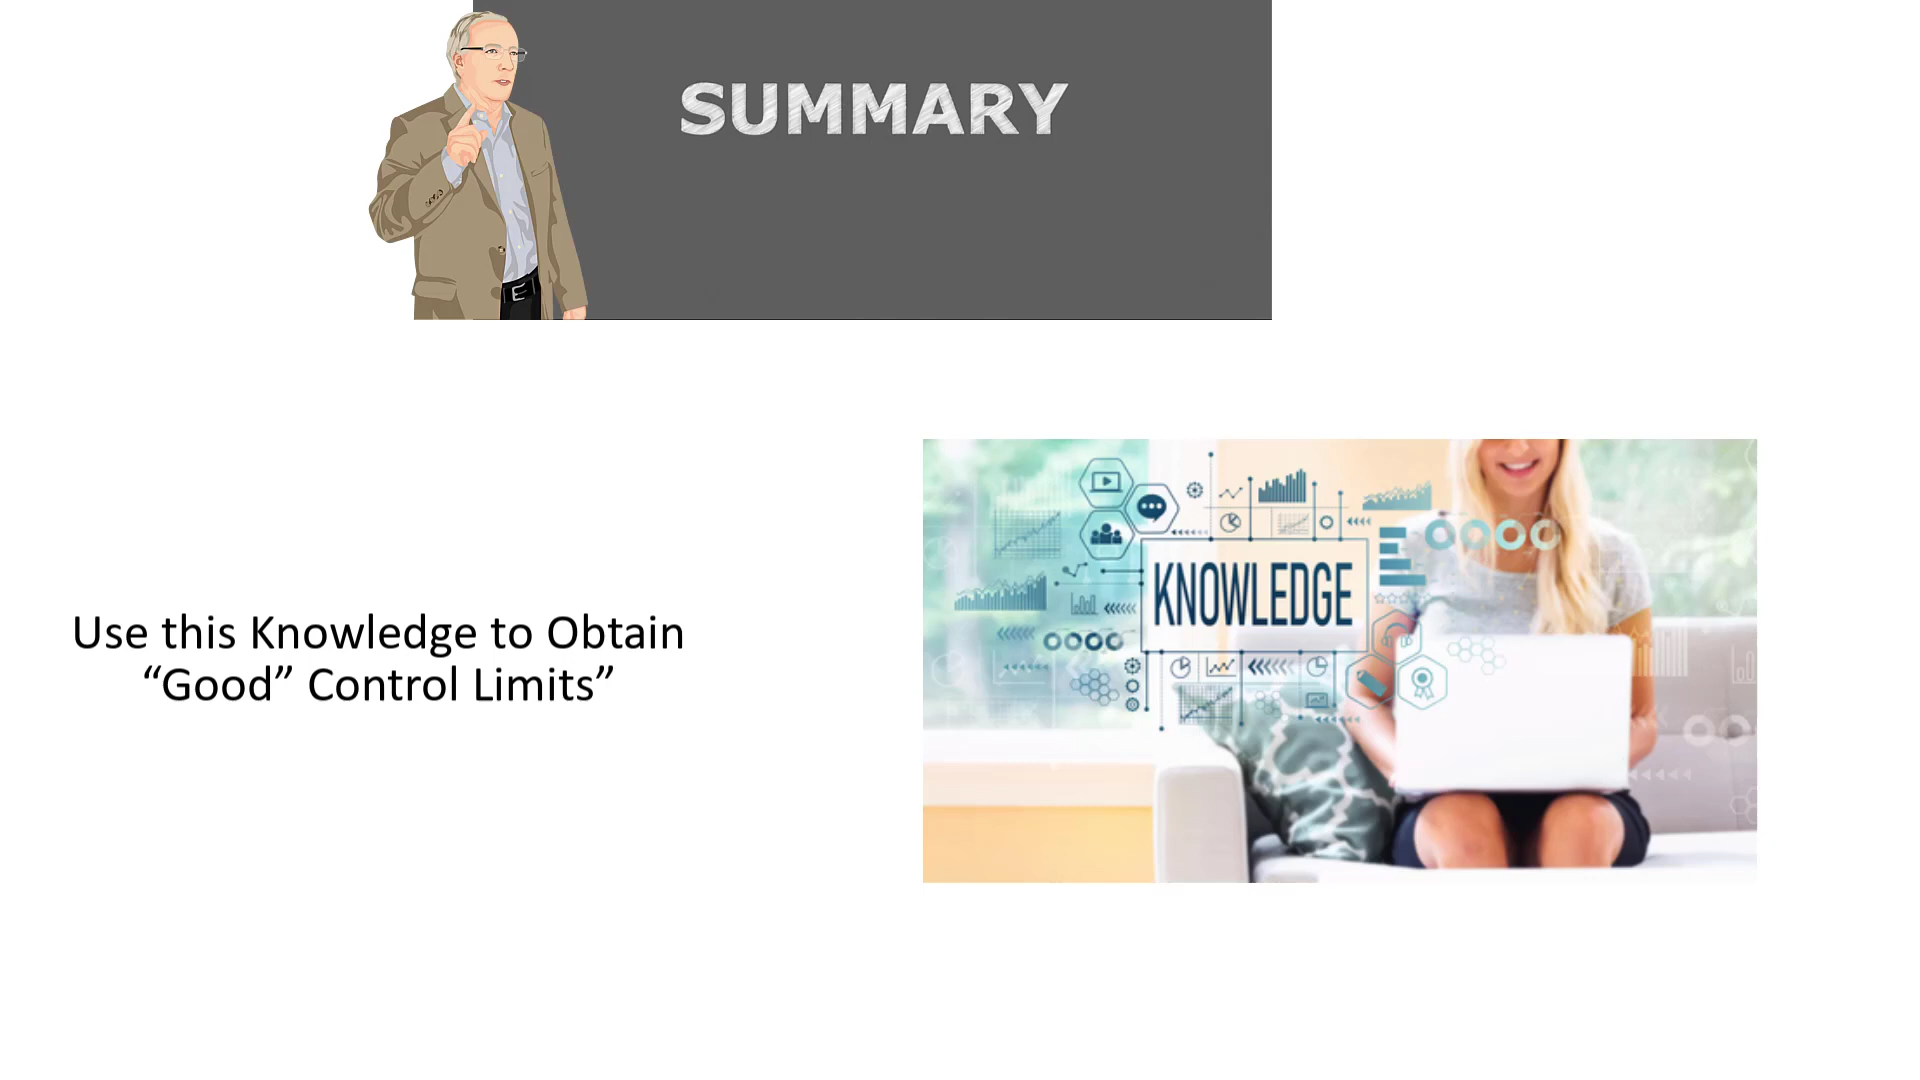 SUMMARY
KNOWLEDGE
Use this Knowledge to Obtain
“Good” Control Limits”